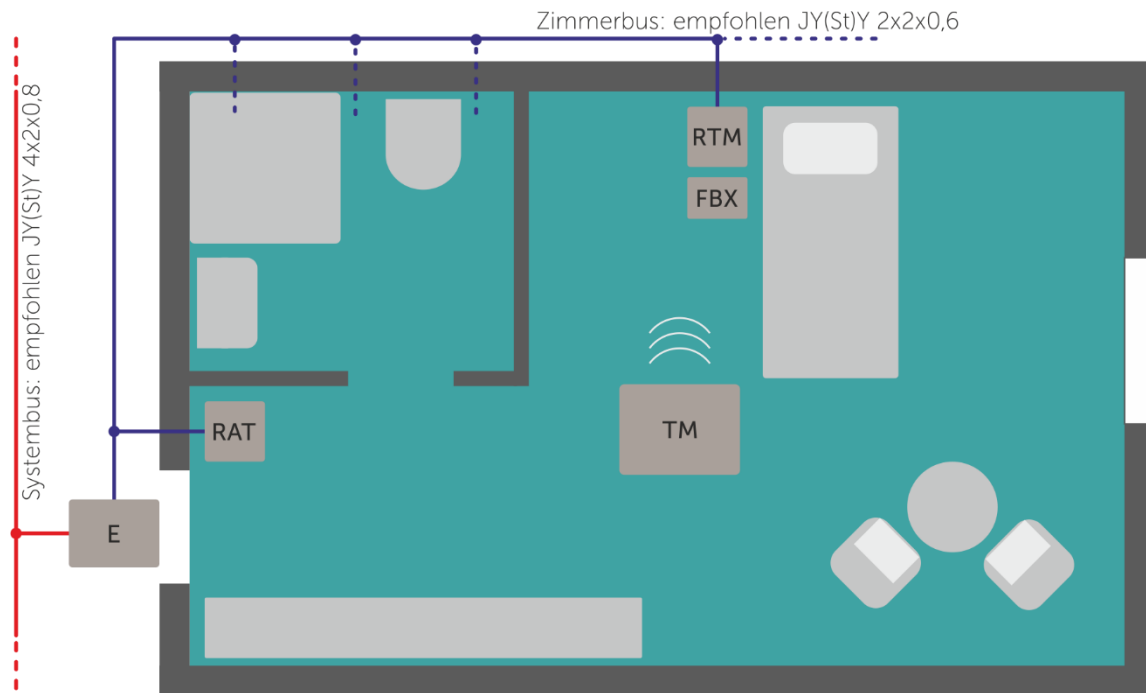 Zimmerbus: empfohlen JY(St)Y 2x2x0,6
Systembus: empfohlen JY(St)Y 4x2x0,8
RTM
FBX
RAT
TM
E